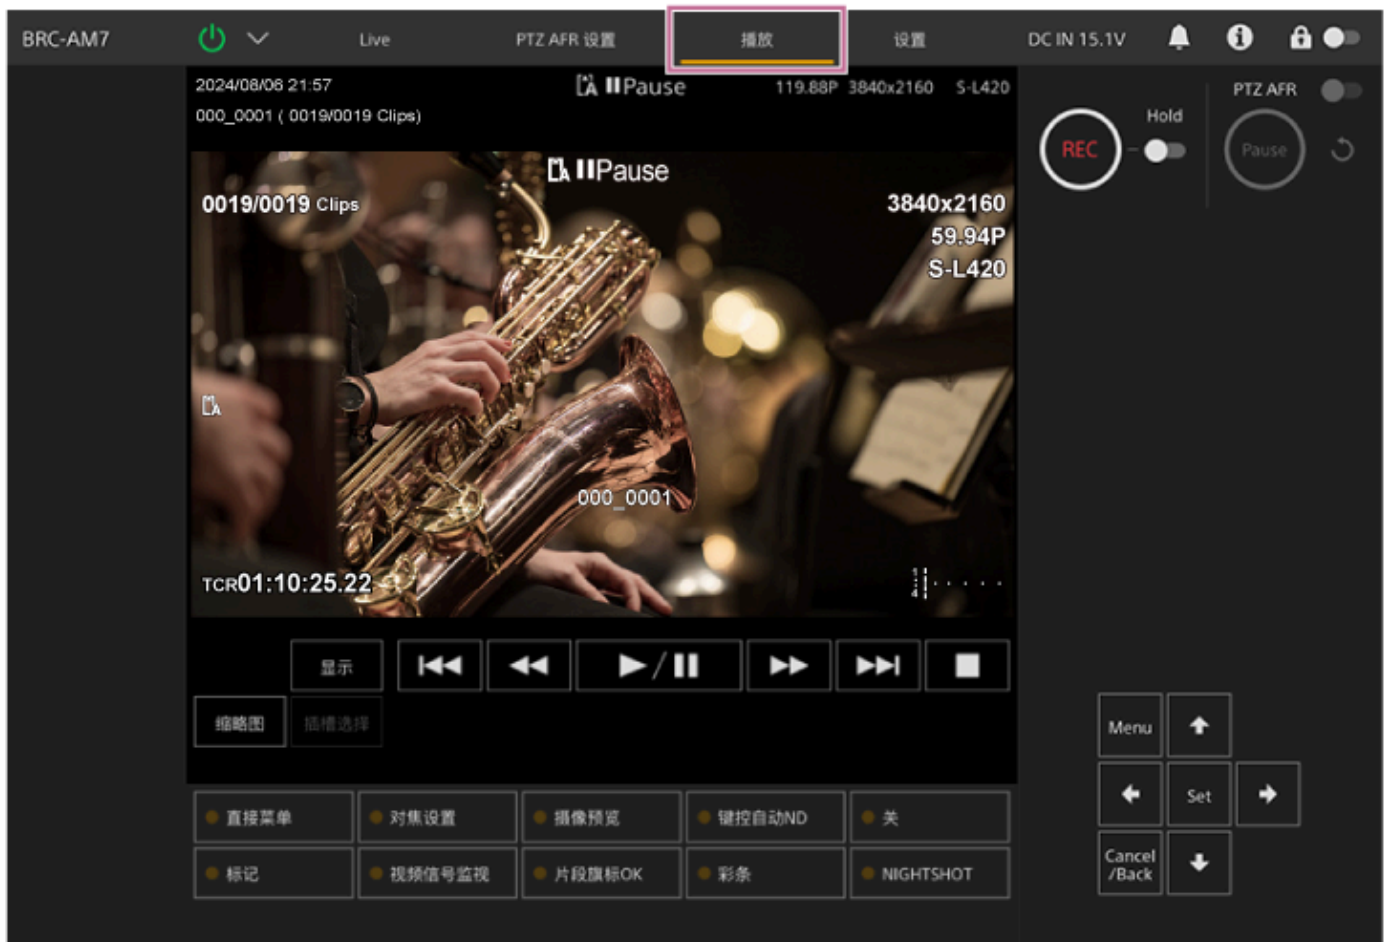 BRC-AM7
Live
PTZ AFR 设置
播放
设置
DC IN 15.1V
2024/08/06 21:57
Pause
119.88P 3840x2160 S-L420
000_0001 ( 0019/0019 Clips)
PTZ AFR
Hold
REC
Pause
Pause
0019/0019 Clips
3840x2160
59.94P
S-L420
000_0001
TCR01:10:25.22
显示
缩略图
插槽选择
Menu
Set
Cancel
/Back
直接菜单
对焦设置
摄像预览
键控自动ND
关
标记
视频信号监视
片段旗标OK
彩条
NIGHTSHOT